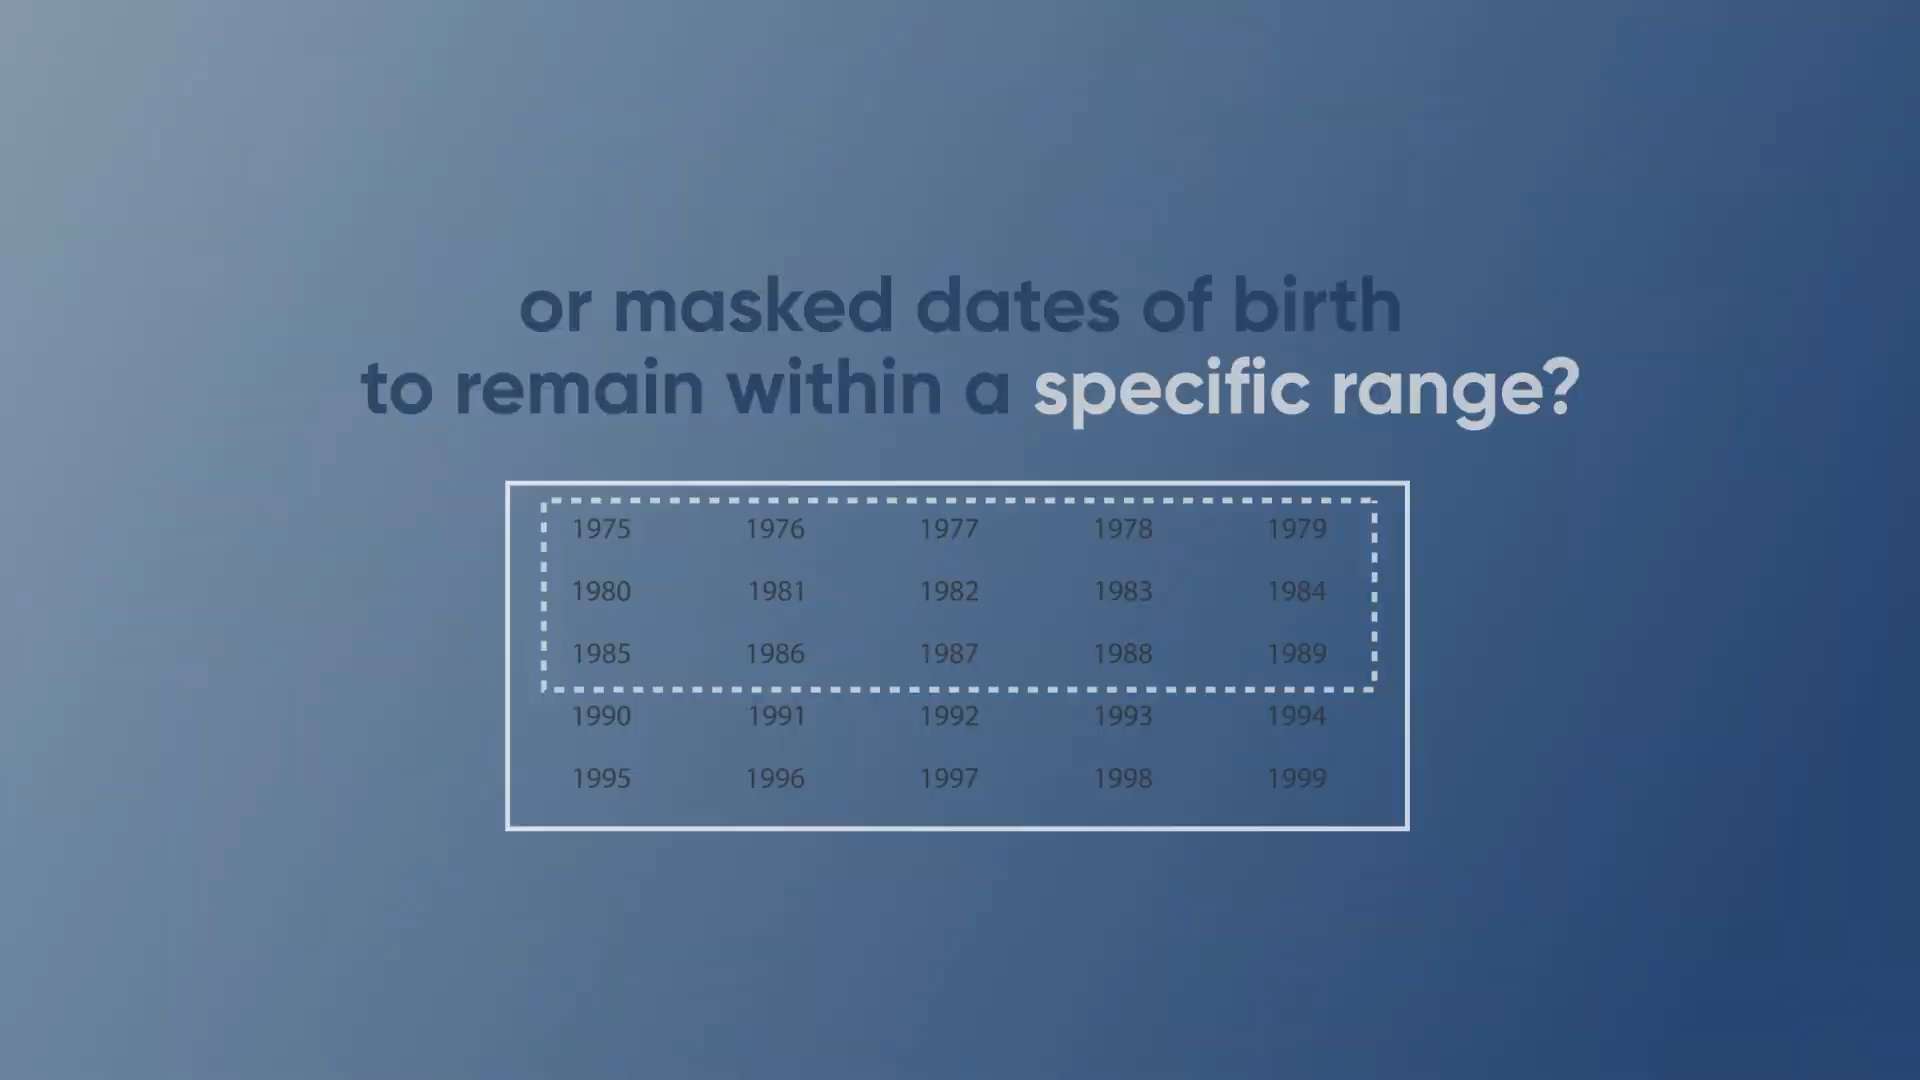 or masked dates of birth
to remain within a specific range?
1975 1976 1977 1978 1979
1980 1981 1982 1983 1984
1985 1986 1987 1988 1989
1990 1991 1992 1993 1994
1995 1996 1997 1998 1999